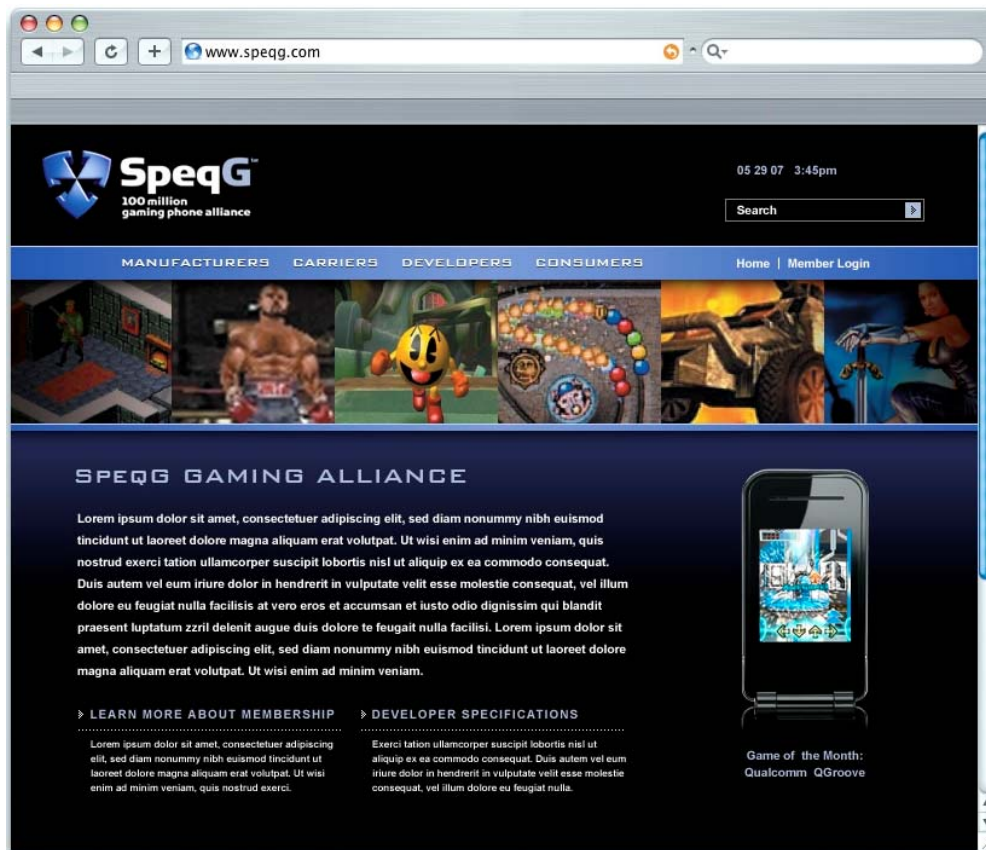 www.speqg.com
SpeqG
100 million
gaming phone alliance
05 29 07 3:45pm
Search
MANUFACTURERS CARRIERS DEVELOPERS CONSUMERS
Home | Member Login
SPEQG GAMING ALLIANCE
Lorem ipsum dolor sit amet, consectetuer adipiscing elit, sed diam nonummy nibh euismod
tincidunt ut laoreet dolore magna aliquam erat volutpat. Ut wisi enim ad minim veniam, quis
nostrud exerci tation ullamcorper suscipit lobortis nisl ut aliquip ex ea commodo consequat.
Duis autem vel eum iriure dolor in hendrerit in vulputate velit esse molestie consequat, vel illum
dolore eu feugiat nulla facilisis at vero eros et accumsan et iusto odio dignissim qui blandit
praesent luptatum zzril delenit augue duis dolore te feugait nulla facilisi. Lorem ipsum dolor sit
amet, consectetuer adipiscing elit, sed diam nonummy nibh euismod tincidunt ut laoreet dolore
magna aliquam erat volutpat. Ut wisi enim ad minim veniam.
LEARN MORE ABOUT MEMBERSHIP
Lorem ipsum dolor sit amet, consectetuer adipiscing
elit, sed diam nonummy nibh euismod tincidunt ut
laoreet dolore magna aliquam erat volutpat. Ut wisi
enim ad minim veniam, quis nostrud exerci.
DEVELOPER SPECIFICATIONS
Exerci tation ullamcorper suscipit lobortis nisl ut
aliquip ex ea commodo consequat. Duis autem vel eum
iriure dolor in hendrerit in vulputate velit esse molestie
consequat, vel illum dolore eu feugiat nulla.
Game of the Month:
Qualcomm QGroove